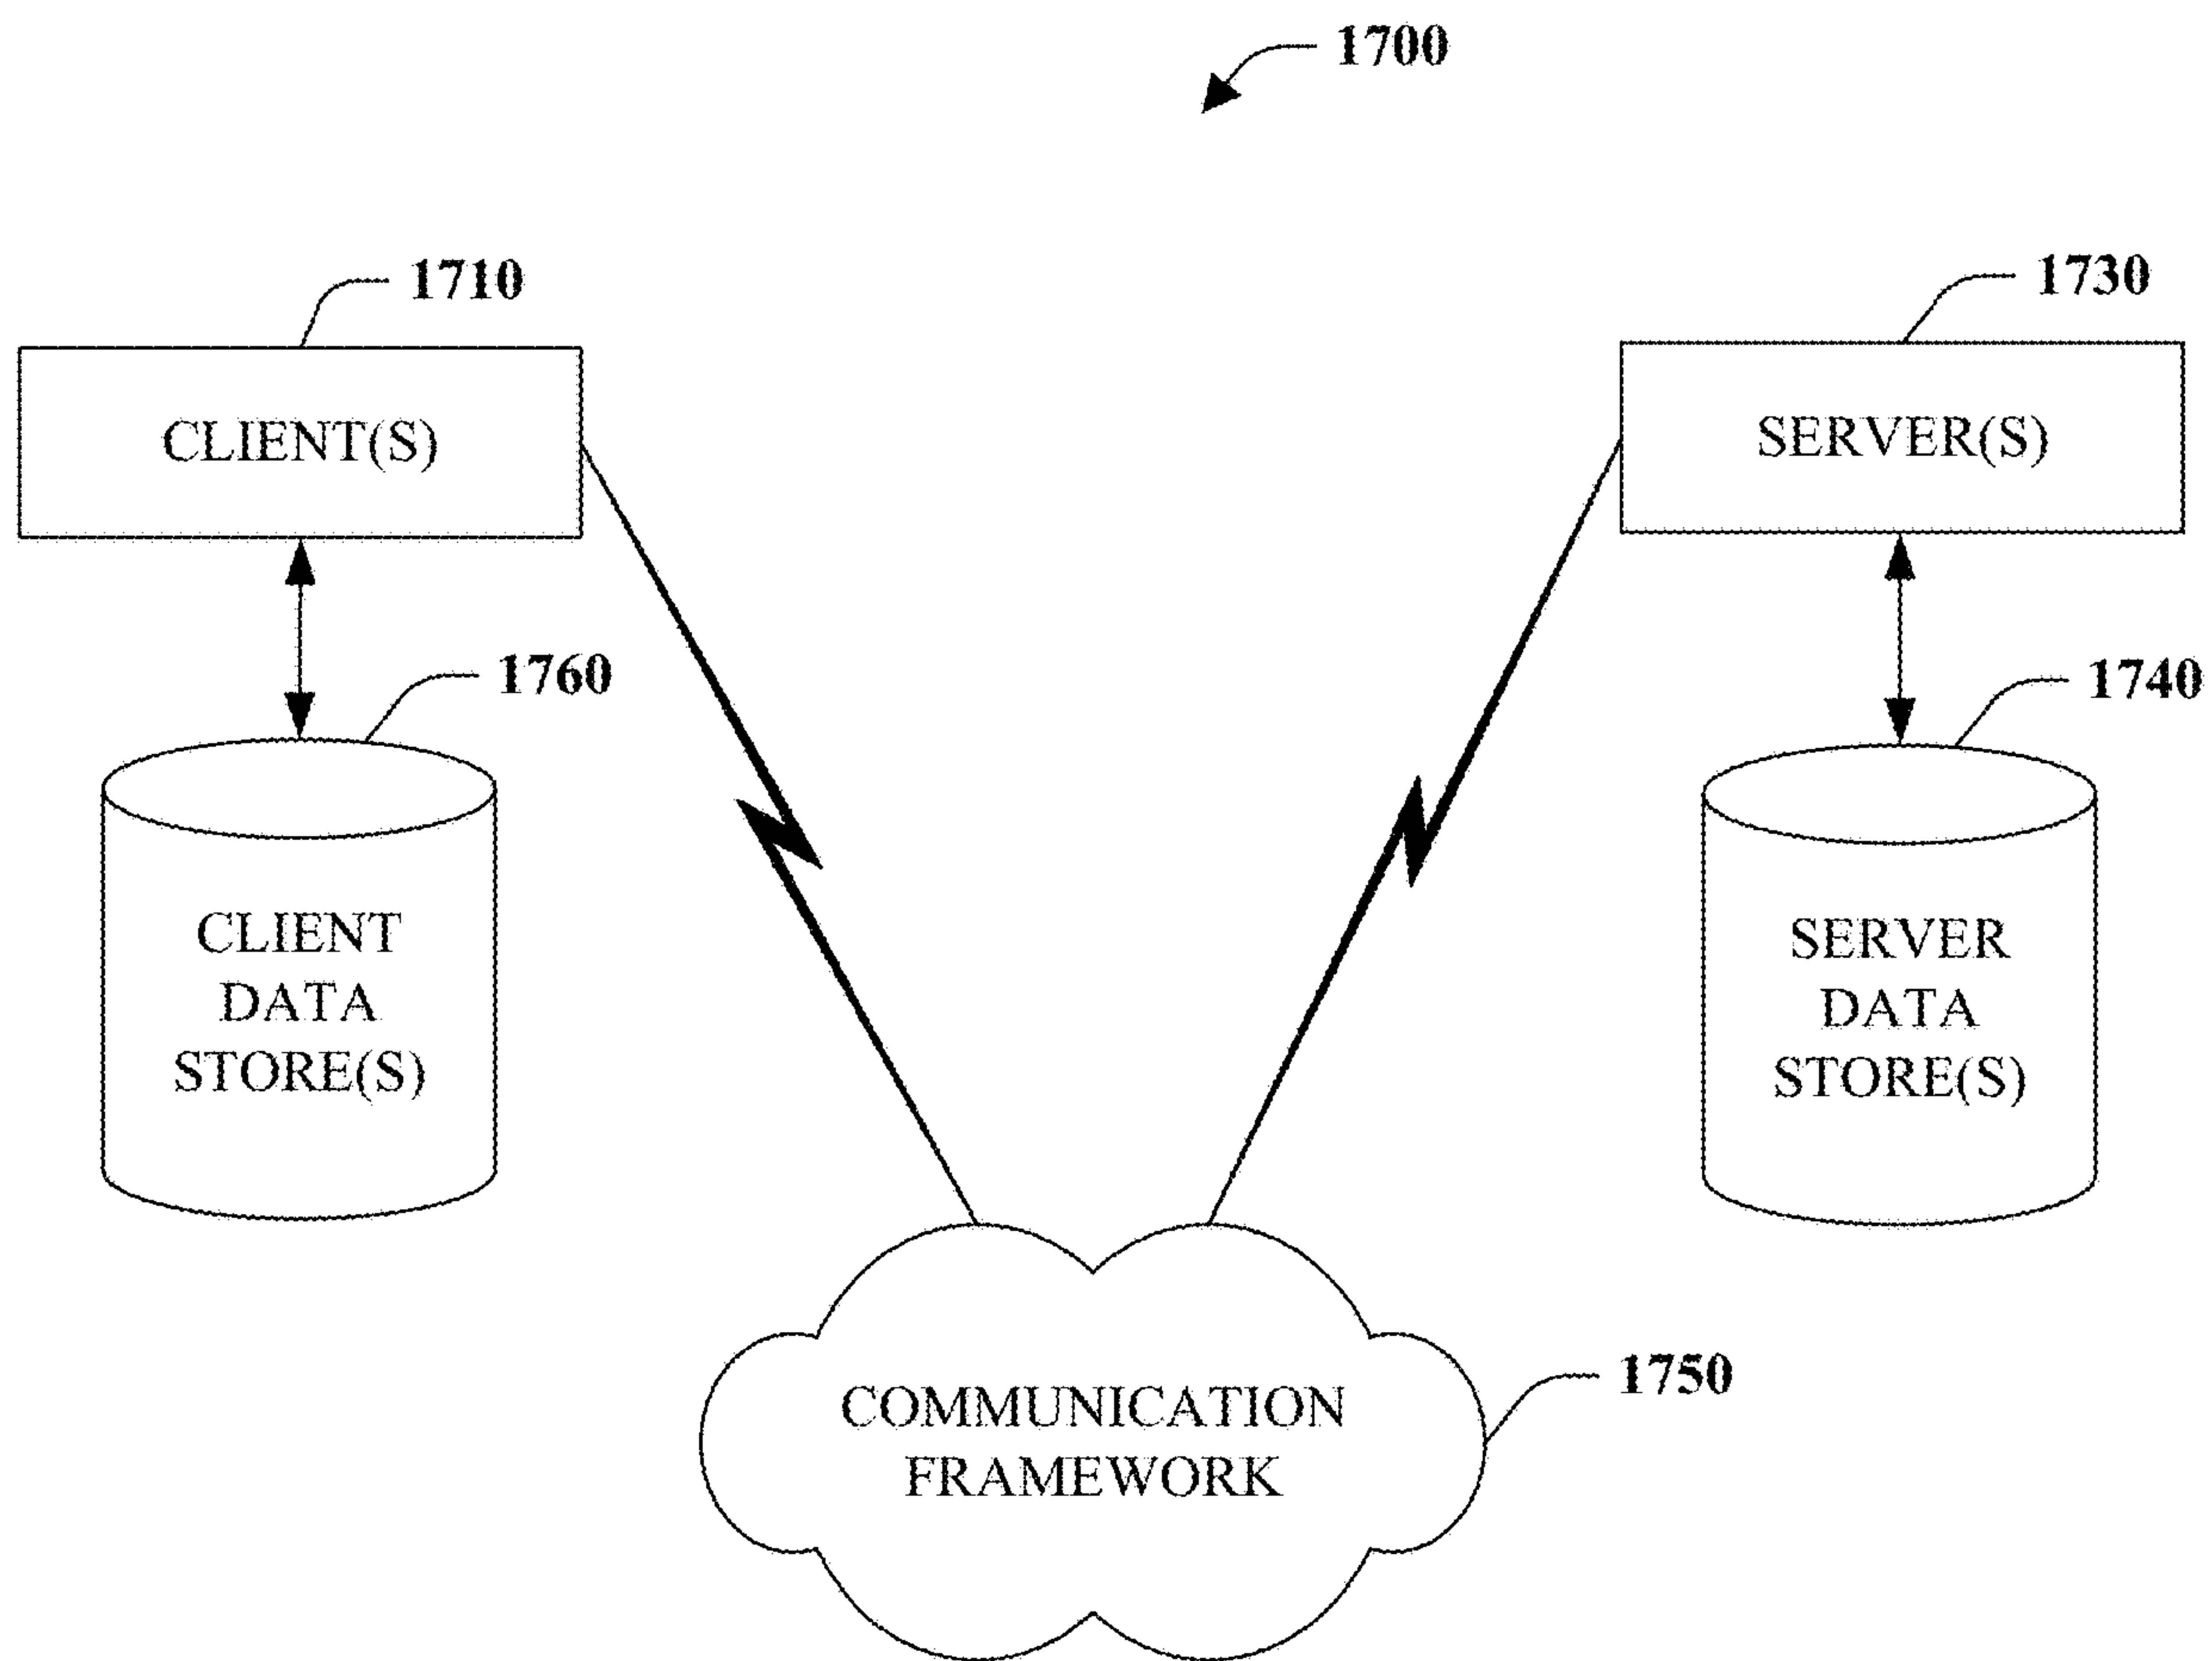 1700
1710
1730
CLIENT(S)
SERVER(S)
1760
1740
CLIENT
DATA
STORE(S)
SERVER
DATA
STORE(S)
1750
COMMUNICATION
FRAMEWORK